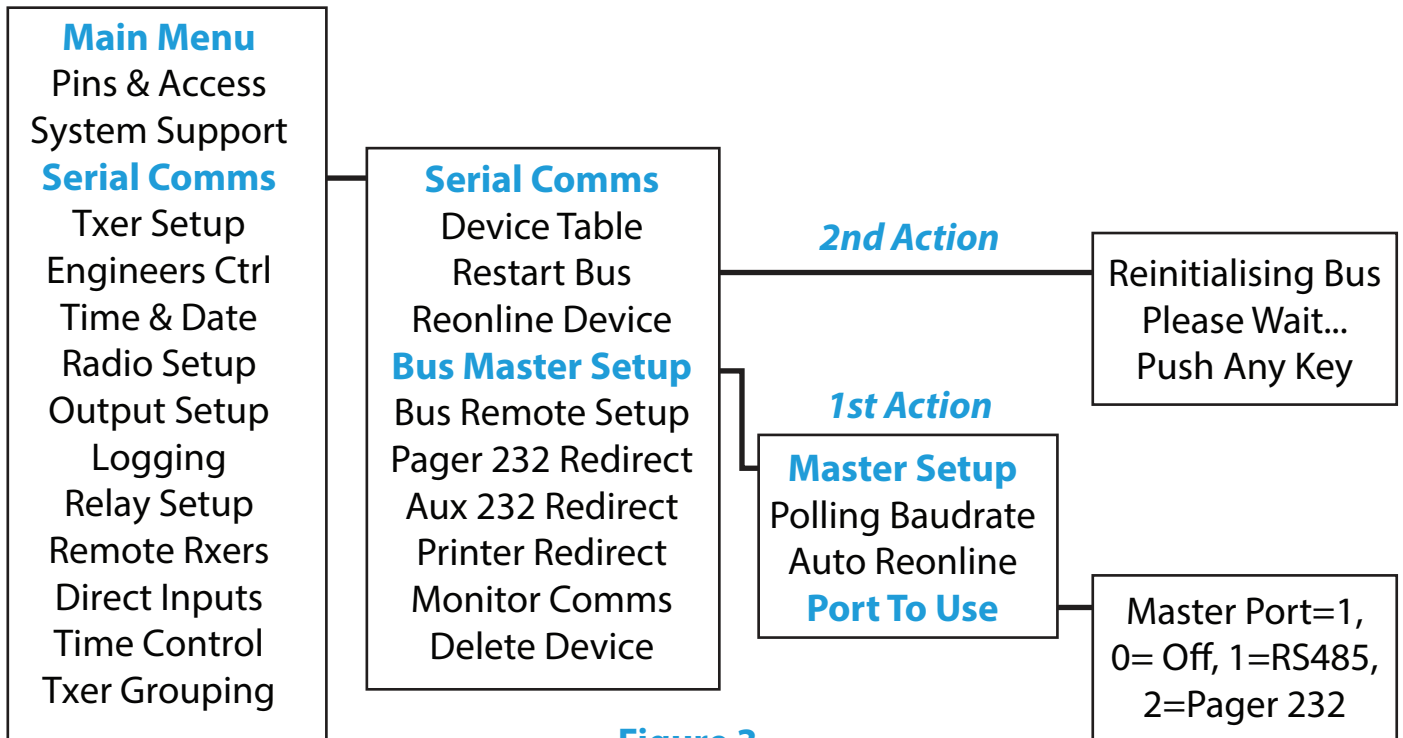 Main Menu
Pins & Access
System Support
Serial Comms
Txer Setup
Engineers Ctrl
Time & Date
Radio Setup
Output Setup
Logging
Relay Setup
Remote Rxers
Direct Inputs
Time Control
Txer Grouping
Serial Comms
Device Table
Restart Bus
Reonline Device
Bus Master Setup
Bus Remote Setup
Pager 232 Redirect
Aux 232 Redirect
Printer Redirect
Monitor Comms
Delete Device
2nd Action
Reinitialising Bus
Please Wait...
Push Any Key
1st Action
Master Setup
Polling Baudrate
Auto Reonline
Port To Use
Master Port=1,
0= Off, 1=RS485,
2=Pager 232